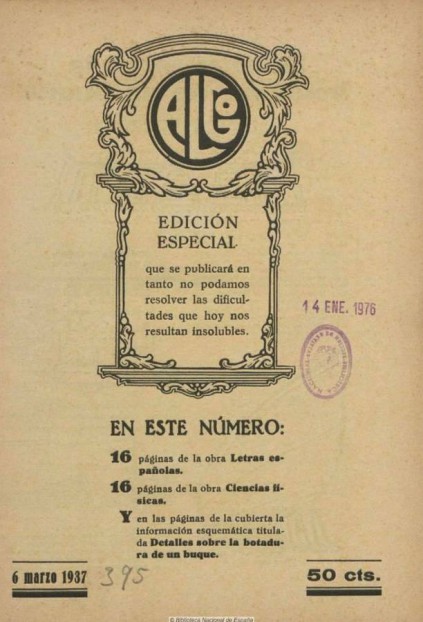 ALGO
EDICIÓN
ESPECIAL
que se publicará en
tanto no podamos
resolver las dificul-
tades que hoy nos
resultan insolubles.
14 ENE. 1976
EN ESTE NÚMERO:
16 páginas de la obra Letras es-
pañolas.
16 páginas de la obra Ciencias fí-
sicas.
Y en las páginas de la cubierta la
información esquemática titula-
da Detalles sobre la botadu-
ra de un buque.
6 marzo 1937
395
50 cts.
© Biblioteca Nacional de España